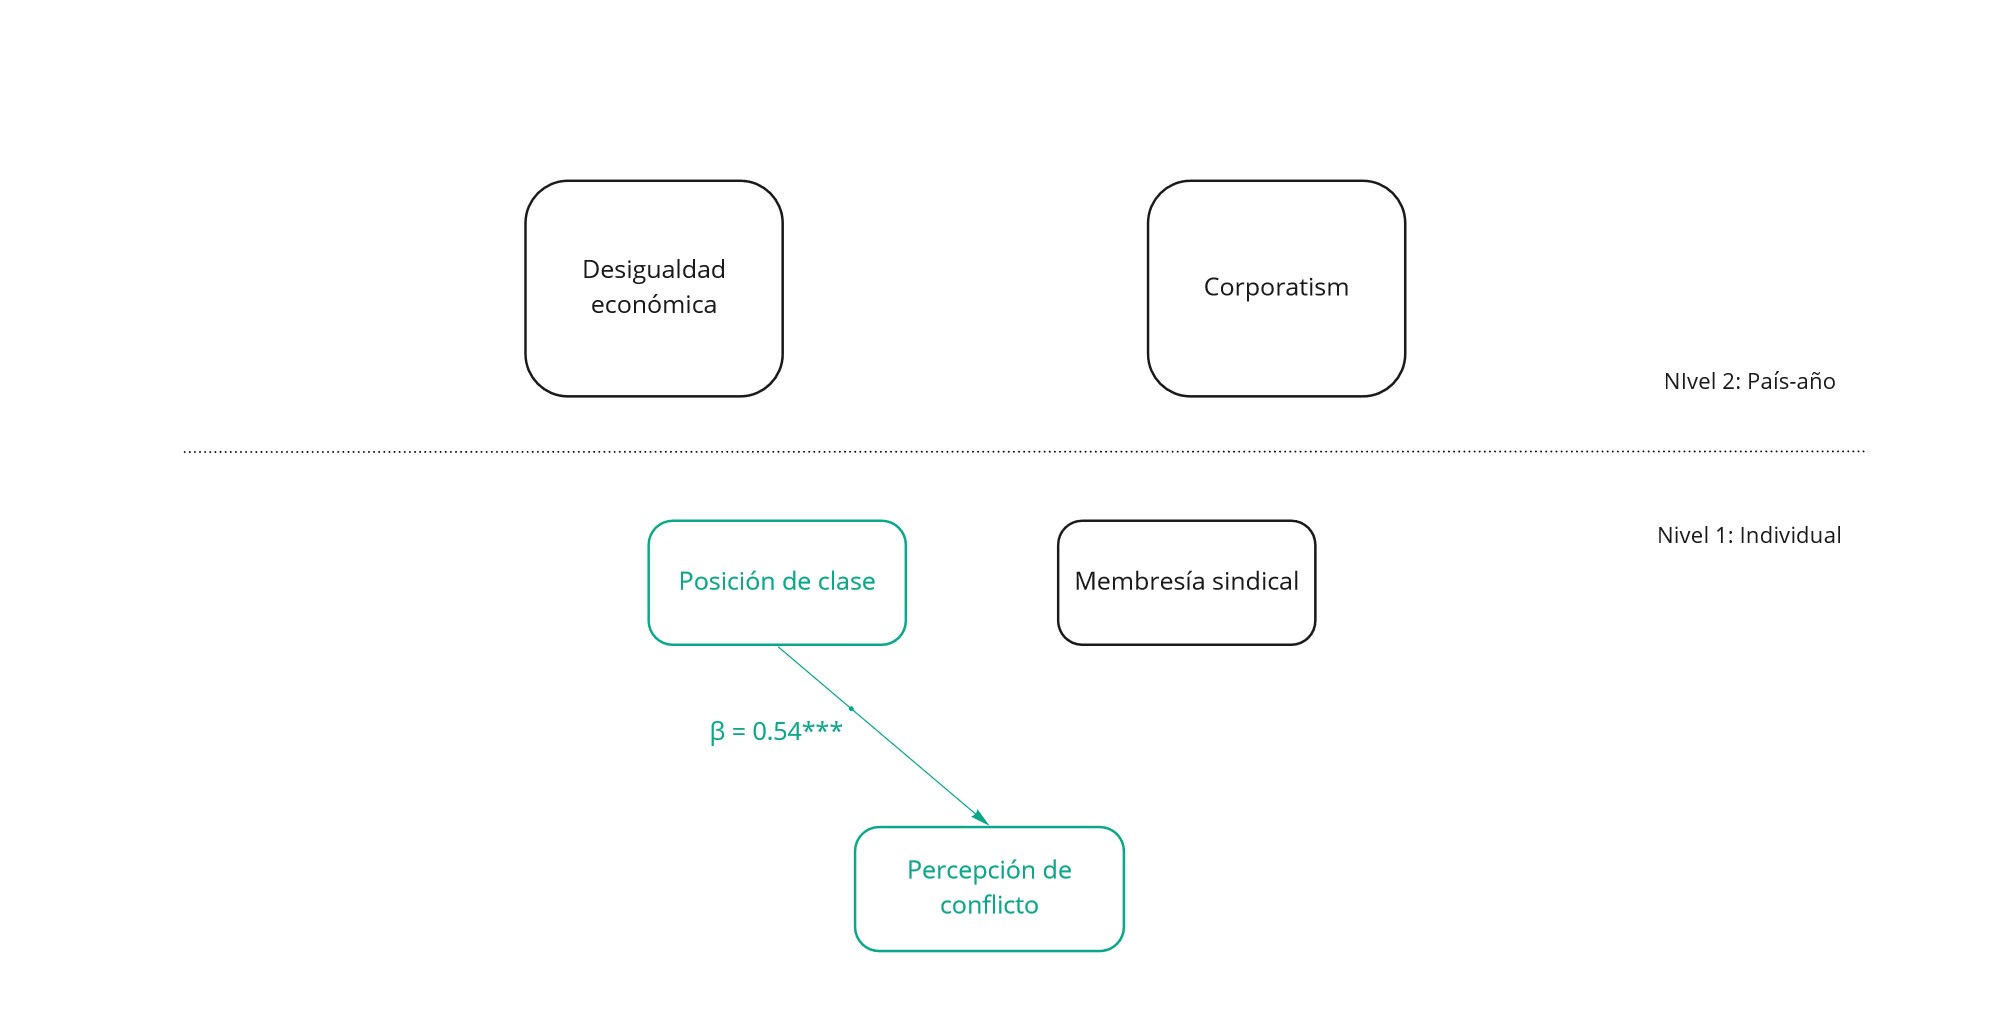 Desigualdad
económica
Corporatism
NIvel 2: País-año
Nivel 1: Individual
Posición de clase
Membresía sindical
β = 0.54***
Percepción de
conflicto